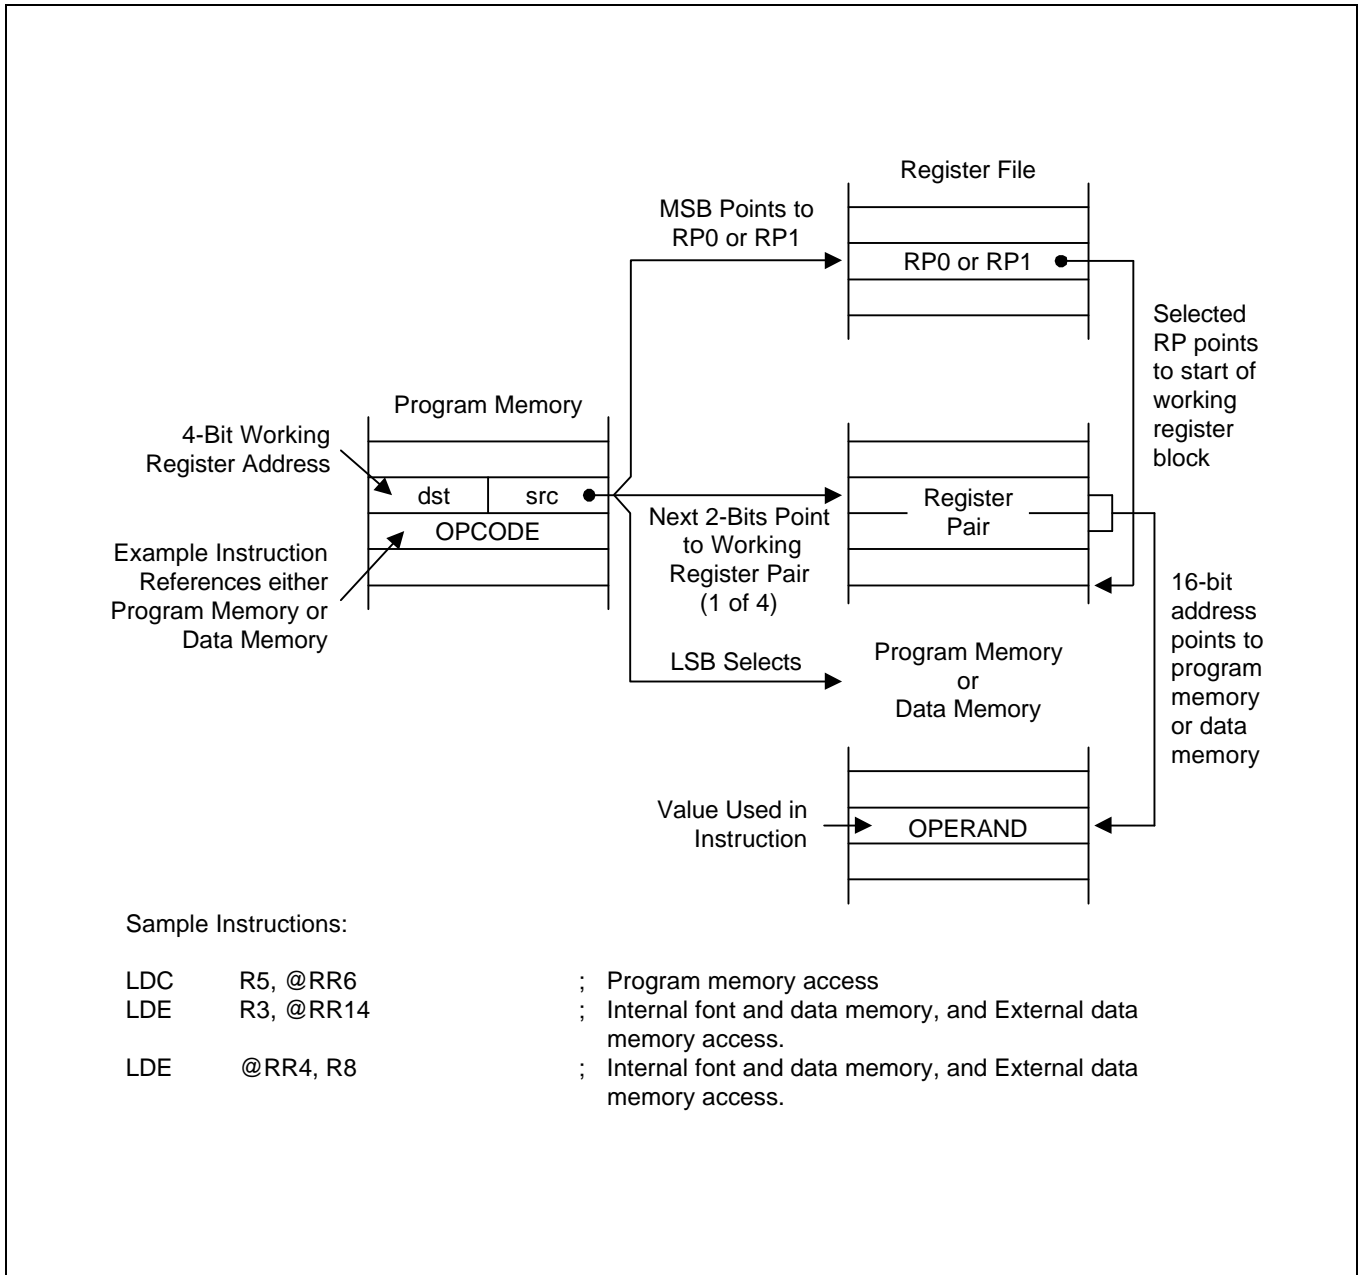 Register File
MSB Points to
RP0 or RP1
RP0 or RP1
Selected
RP points
to start of
working
register
block
Program Memory
4-Bit Working
Register Address
dst src
OPCODE
Register
Pair
Next 2-Bits Point
to Working
Register Pair
(1 of 4)
Example Instruction
References either
Program Memory or
Data Memory
16-bit
address
points to
program
memory
or data
memory
LSB Selects
Program Memory
or
Data Memory
Value Used in
Instruction
OPERAND
Sample Instructions:
LDC R5, @RR6 ; Program memory access
LDE R3, @RR14 ; Internal font and data memory, and External data
memory access.
LDE @RR4, R8 ; Internal font and data memory, and External data
memory access.